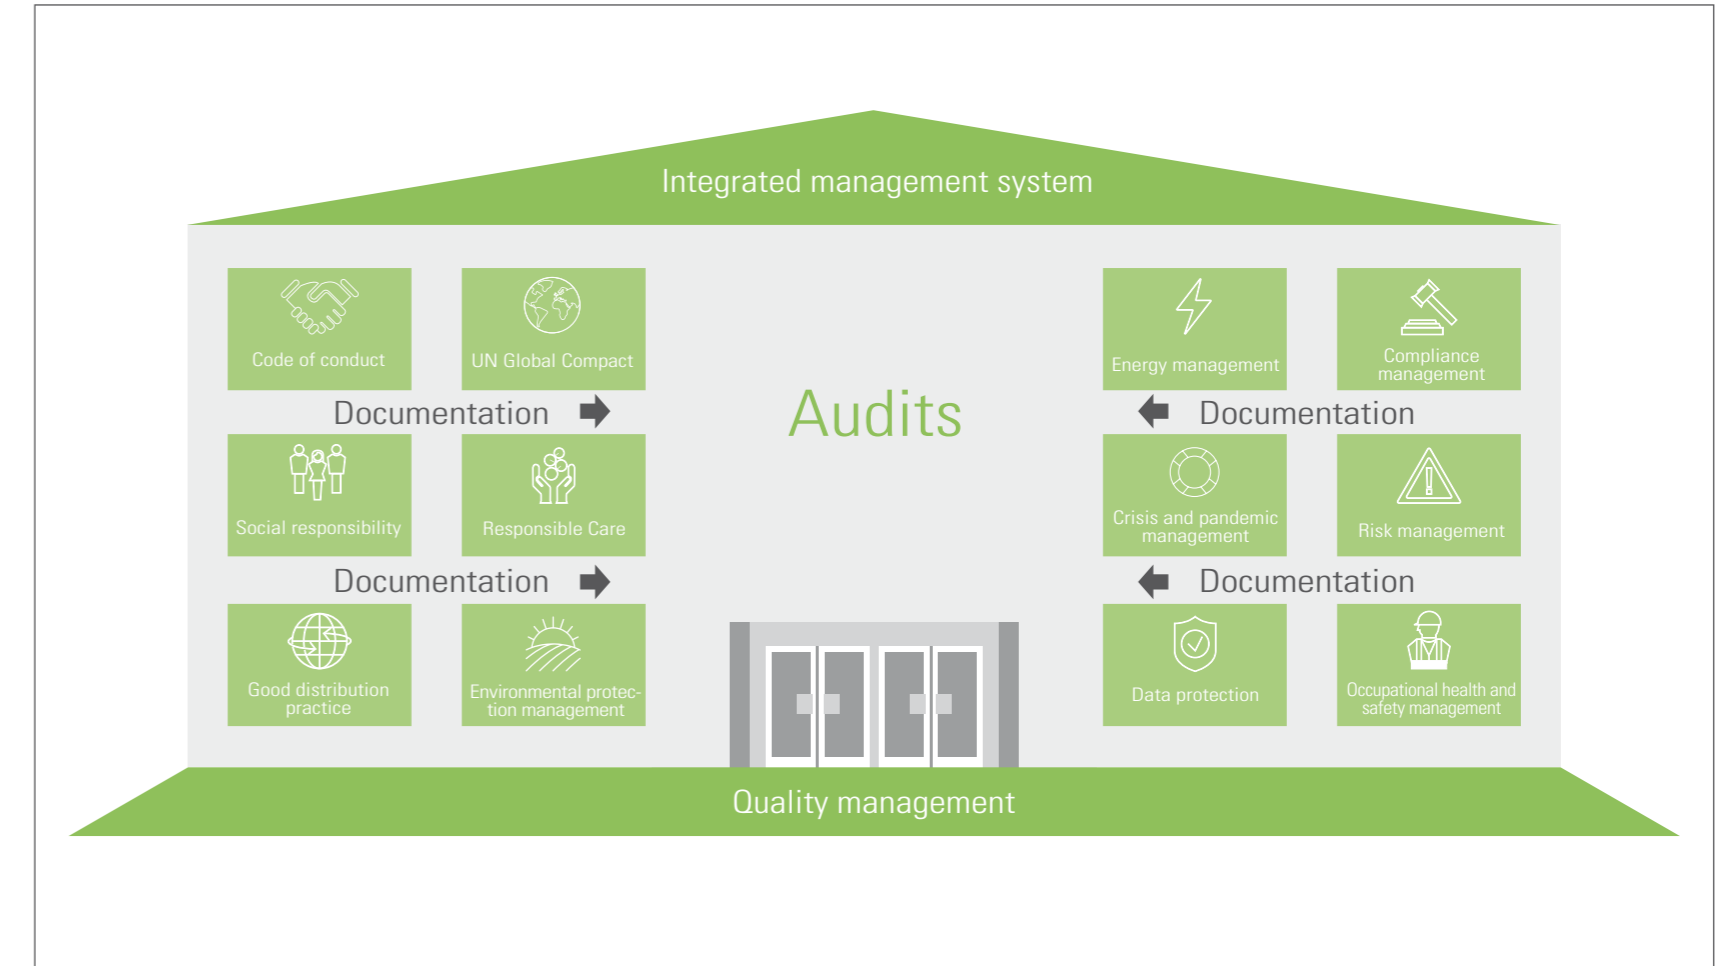 Integrated management system
Code of conduct
UN Global Compact
Energy management
Compliance
management
Documentation
Audits
Documentation
Social responsibility
Responsible Care
Crisis and pandemic
management
Risk management
Documentation
Documentation
Good distribution
practice
Environmental protec-
tion management
Data protection
Occupational health and
safety management
Quality management